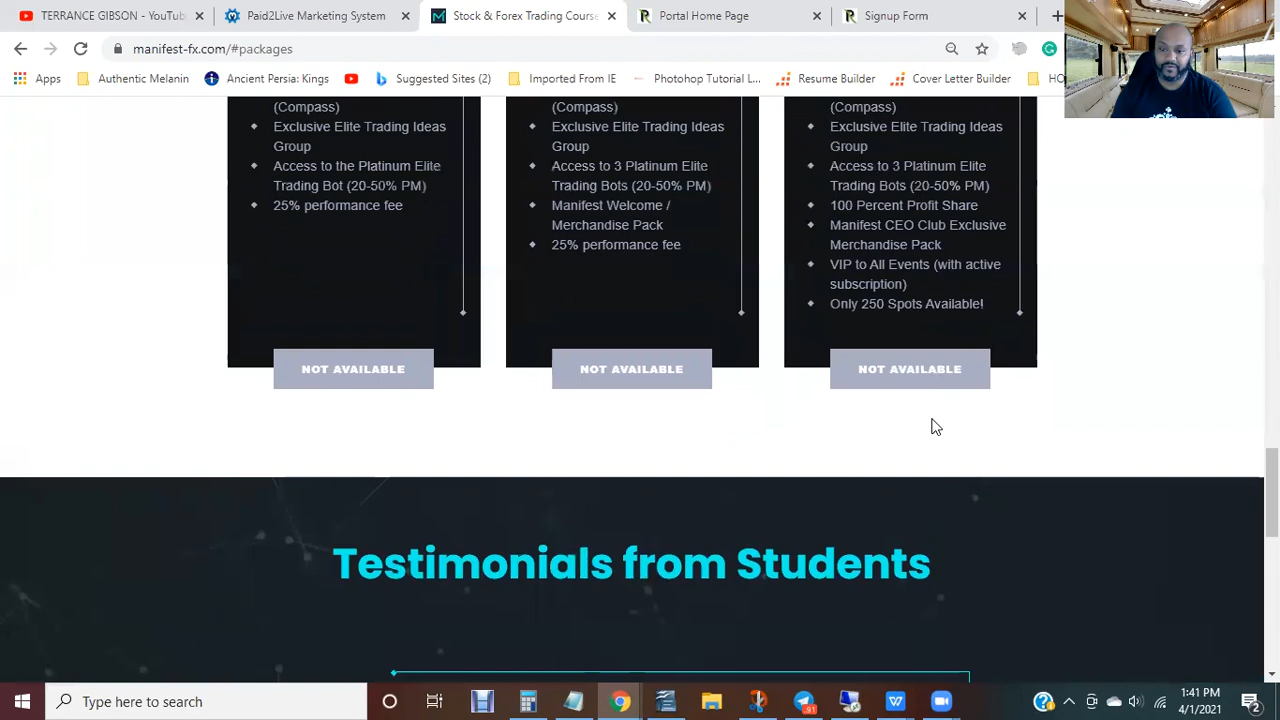 TERRANCE GIBSON - YouTu
Paid2Live Marketing System
Stock & Forex Trading Course
Portal Home Page
Signup Form
manifest-fx.com/#packages
Apps
Authentic Melanin
Ancient Persia: Kings
Suggested Sites (2)
Imported From IE
Photohop Tutorial L...
Resume Builder
Cover Letter Builder
HO
(Compass)
Exclusive Elite Trading Ideas
Group
Access to the Platinum Elite
Trading Bot (20-50% PM)
25% performance fee
(Compass)
Exclusive Elite Trading Ideas
Group
Access to 3 Platinum Elite
Trading Bots (20-50% PM)
Manifest Welcome /
Merchandise Pack
25% performance fee
(Compass)
Exclusive Elite Trading Ideas
Group
Access to 3 Platinum Elite
Trading Bots (20-50% PM)
100 Percent Profit Share
Manifest CEO Club Exclusive
Merchandise Pack
VIP to All Events (with active
subscription)
Only 250 Spots Available!
NOT AVAILABLE
NOT AVAILABLE
NOT AVAILABLE
Testimonials from Students
Type here to search
91
1:41 PM
4/1/2021
2